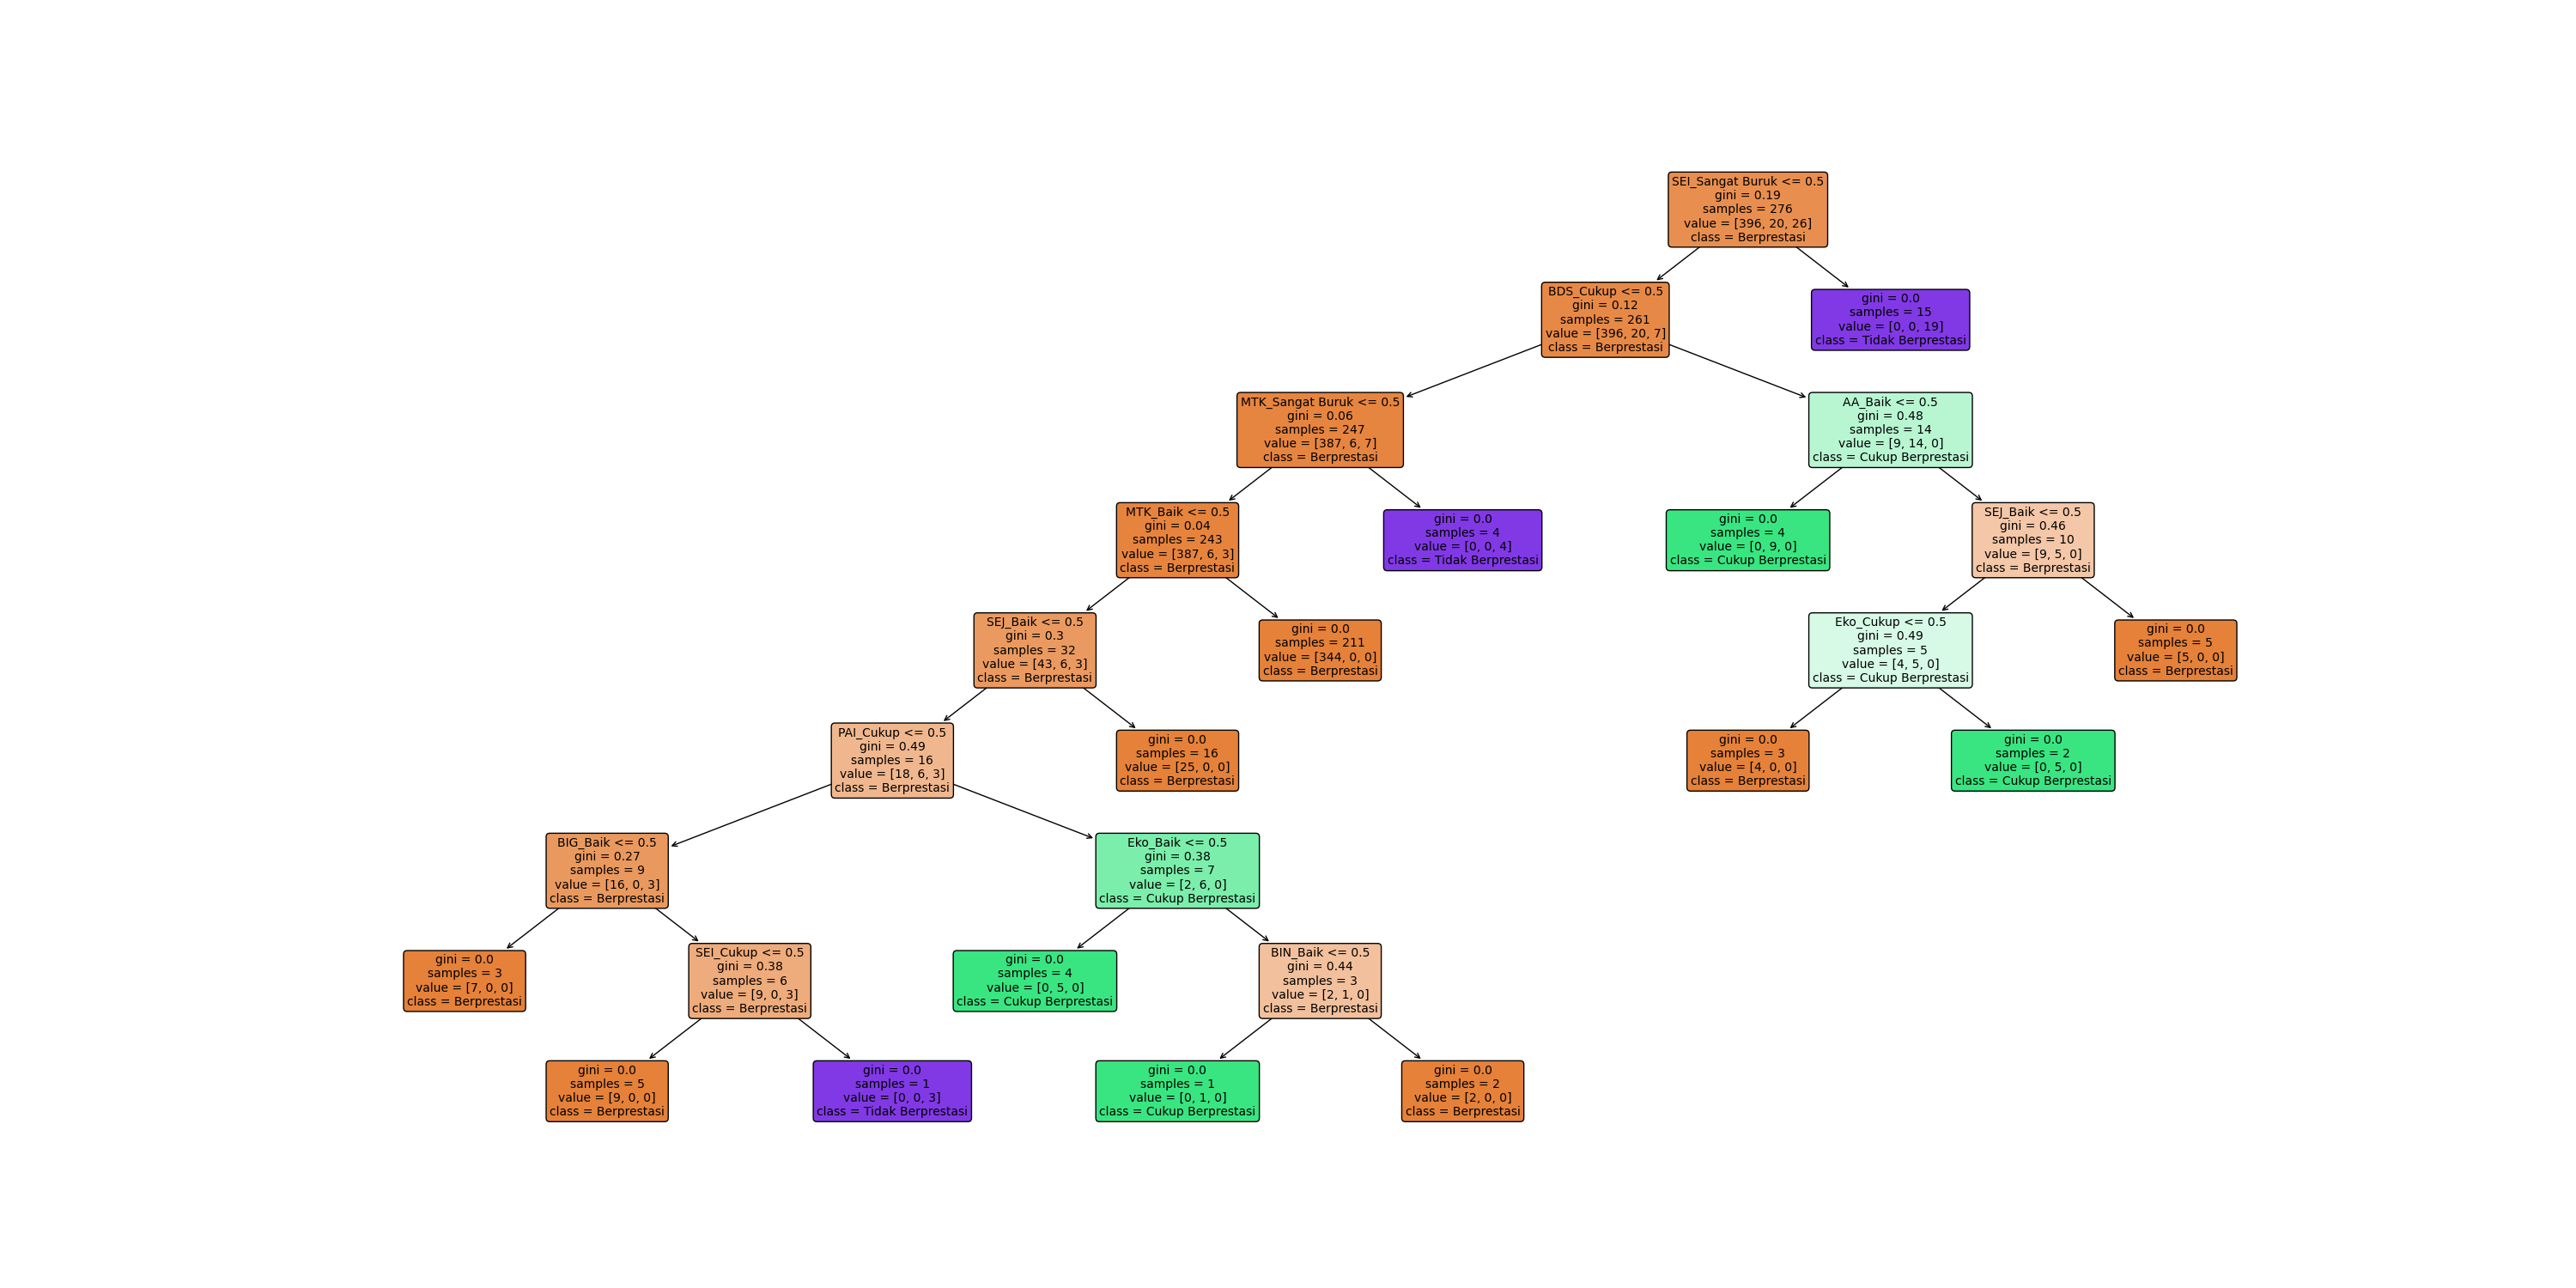 SEI_Sangat Buruk <= 0.5
gini = 0.19
samples = 276
value = [396, 20, 26]
class = Berprestasi
BDS_Cukup <= 0.5
gini = 0.12
samples = 261
value = [396, 20, 7]
class = Berprestasi
gini = 0.0
samples = 15
value = [0, 0, 19]
class = Tidak Berprestasi
MTK_Sangat Buruk <= 0.5
gini = 0.06
samples = 247
value = [387, 6, 7]
class = Berprestasi
AA_Baik <= 0.5
gini = 0.48
samples = 14
value = [9, 14, 0]
class = Cukup Berprestasi
MTK_Baik <= 0.5
gini = 0.04
samples = 243
value = [387, 6, 3]
class = Berprestasi
gini = 0.0
samples = 4
value = [0, 0, 4]
class = Tidak Berprestasi
gini = 0.0
samples = 4
value = [0, 9, 0]
class = Cukup Berprestasi
SEJ_Baik <= 0.5
gini = 0.46
samples = 10
value = [9, 5, 0]
class = Berprestasi
SEJ_Baik <= 0.5
gini = 0.3
samples = 32
value = [43, 6, 3]
class = Berprestasi
gini = 0.0
samples = 211
value = [344, 0, 0]
class = Berprestasi
Eko_Cukup <= 0.5
gini = 0.49
samples = 5
value = [4, 5, 0]
class = Cukup Berprestasi
gini = 0.0
samples = 5
value = [5, 0, 0]
class = Berprestasi
PAI_Cukup <= 0.5
gini = 0.49
samples = 16
value = [18, 6, 3]
class = Berprestasi
gini = 0.0
samples = 16
value = [25, 0, 0]
class = Berprestasi
gini = 0.0
samples = 3
value = [4, 0, 0]
class = Berprestasi
gini = 0.0
samples = 2
value = [0, 5, 0]
class = Cukup Berprestasi
BIG_Baik <= 0.5
gini = 0.27
samples = 9
value = [16, 0, 3]
class = Berprestasi
Eko_Baik <= 0.5
gini = 0.38
samples = 7
value = [2, 6, 0]
class = Cukup Berprestasi
gini = 0.0
samples = 3
value = [7, 0, 0]
class = Berprestasi
SEI_Cukup <= 0.5
gini = 0.38
samples = 6
value = [9, 0, 3]
class = Berprestasi
gini = 0.0
samples = 4
value = [0, 5, 0]
class = Cukup Berprestasi
BIN_Baik <= 0.5
gini = 0.44
samples = 3
value = [2, 1, 0]
class = Berprestasi
gini = 0.0
samples = 5
value = [9, 0, 0]
class = Berprestasi
gini = 0.0
samples = 1
value = [0, 0, 3]
class = Tidak Berprestasi
gini = 0.0
samples = 1
value = [0, 1, 0]
class = Cukup Berprestasi
gini = 0.0
samples = 2
value = [2, 0, 0]
class = Berprestasi